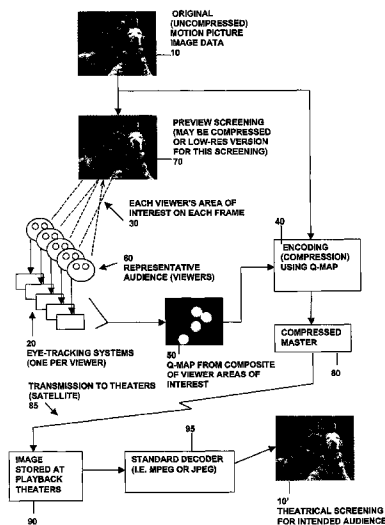 ORIGINAL
(UNCOMPRESSED)
MOTION PICTURE
IMAGE DATA
10
PREVIEW SCREENING
(MAY BE COMPRESSED
OR LOW-RES VERSION
FOR THIS SCREENING)
70
EACH VIEWER'S AREA OF
INTEREST ON EACH FRAME
30
40
ENCODING
(COMPRESSION)
USING Q-MAP
60
REPRESENTATIVE
AUDIENCE (VIEWERS)
20
EYE-TRACKING SYSTEMS
(ONE PER VIEWER)
50
Q-MAP FROM COMPOSITE
OF VIEWER AREAS OF
INTEREST
COMPRESSED
MASTER
80
TRANSMISSION TO THEATERS
(SATELLITE)
85
95
IMAGE
STORED AT
PLAYBACK
THEATERS
90
STANDARD DECODER
(I.E. MPEG OR JPEG)
10'
THEATRICAL SCREENING
FOR INTENDED AUDIENCE